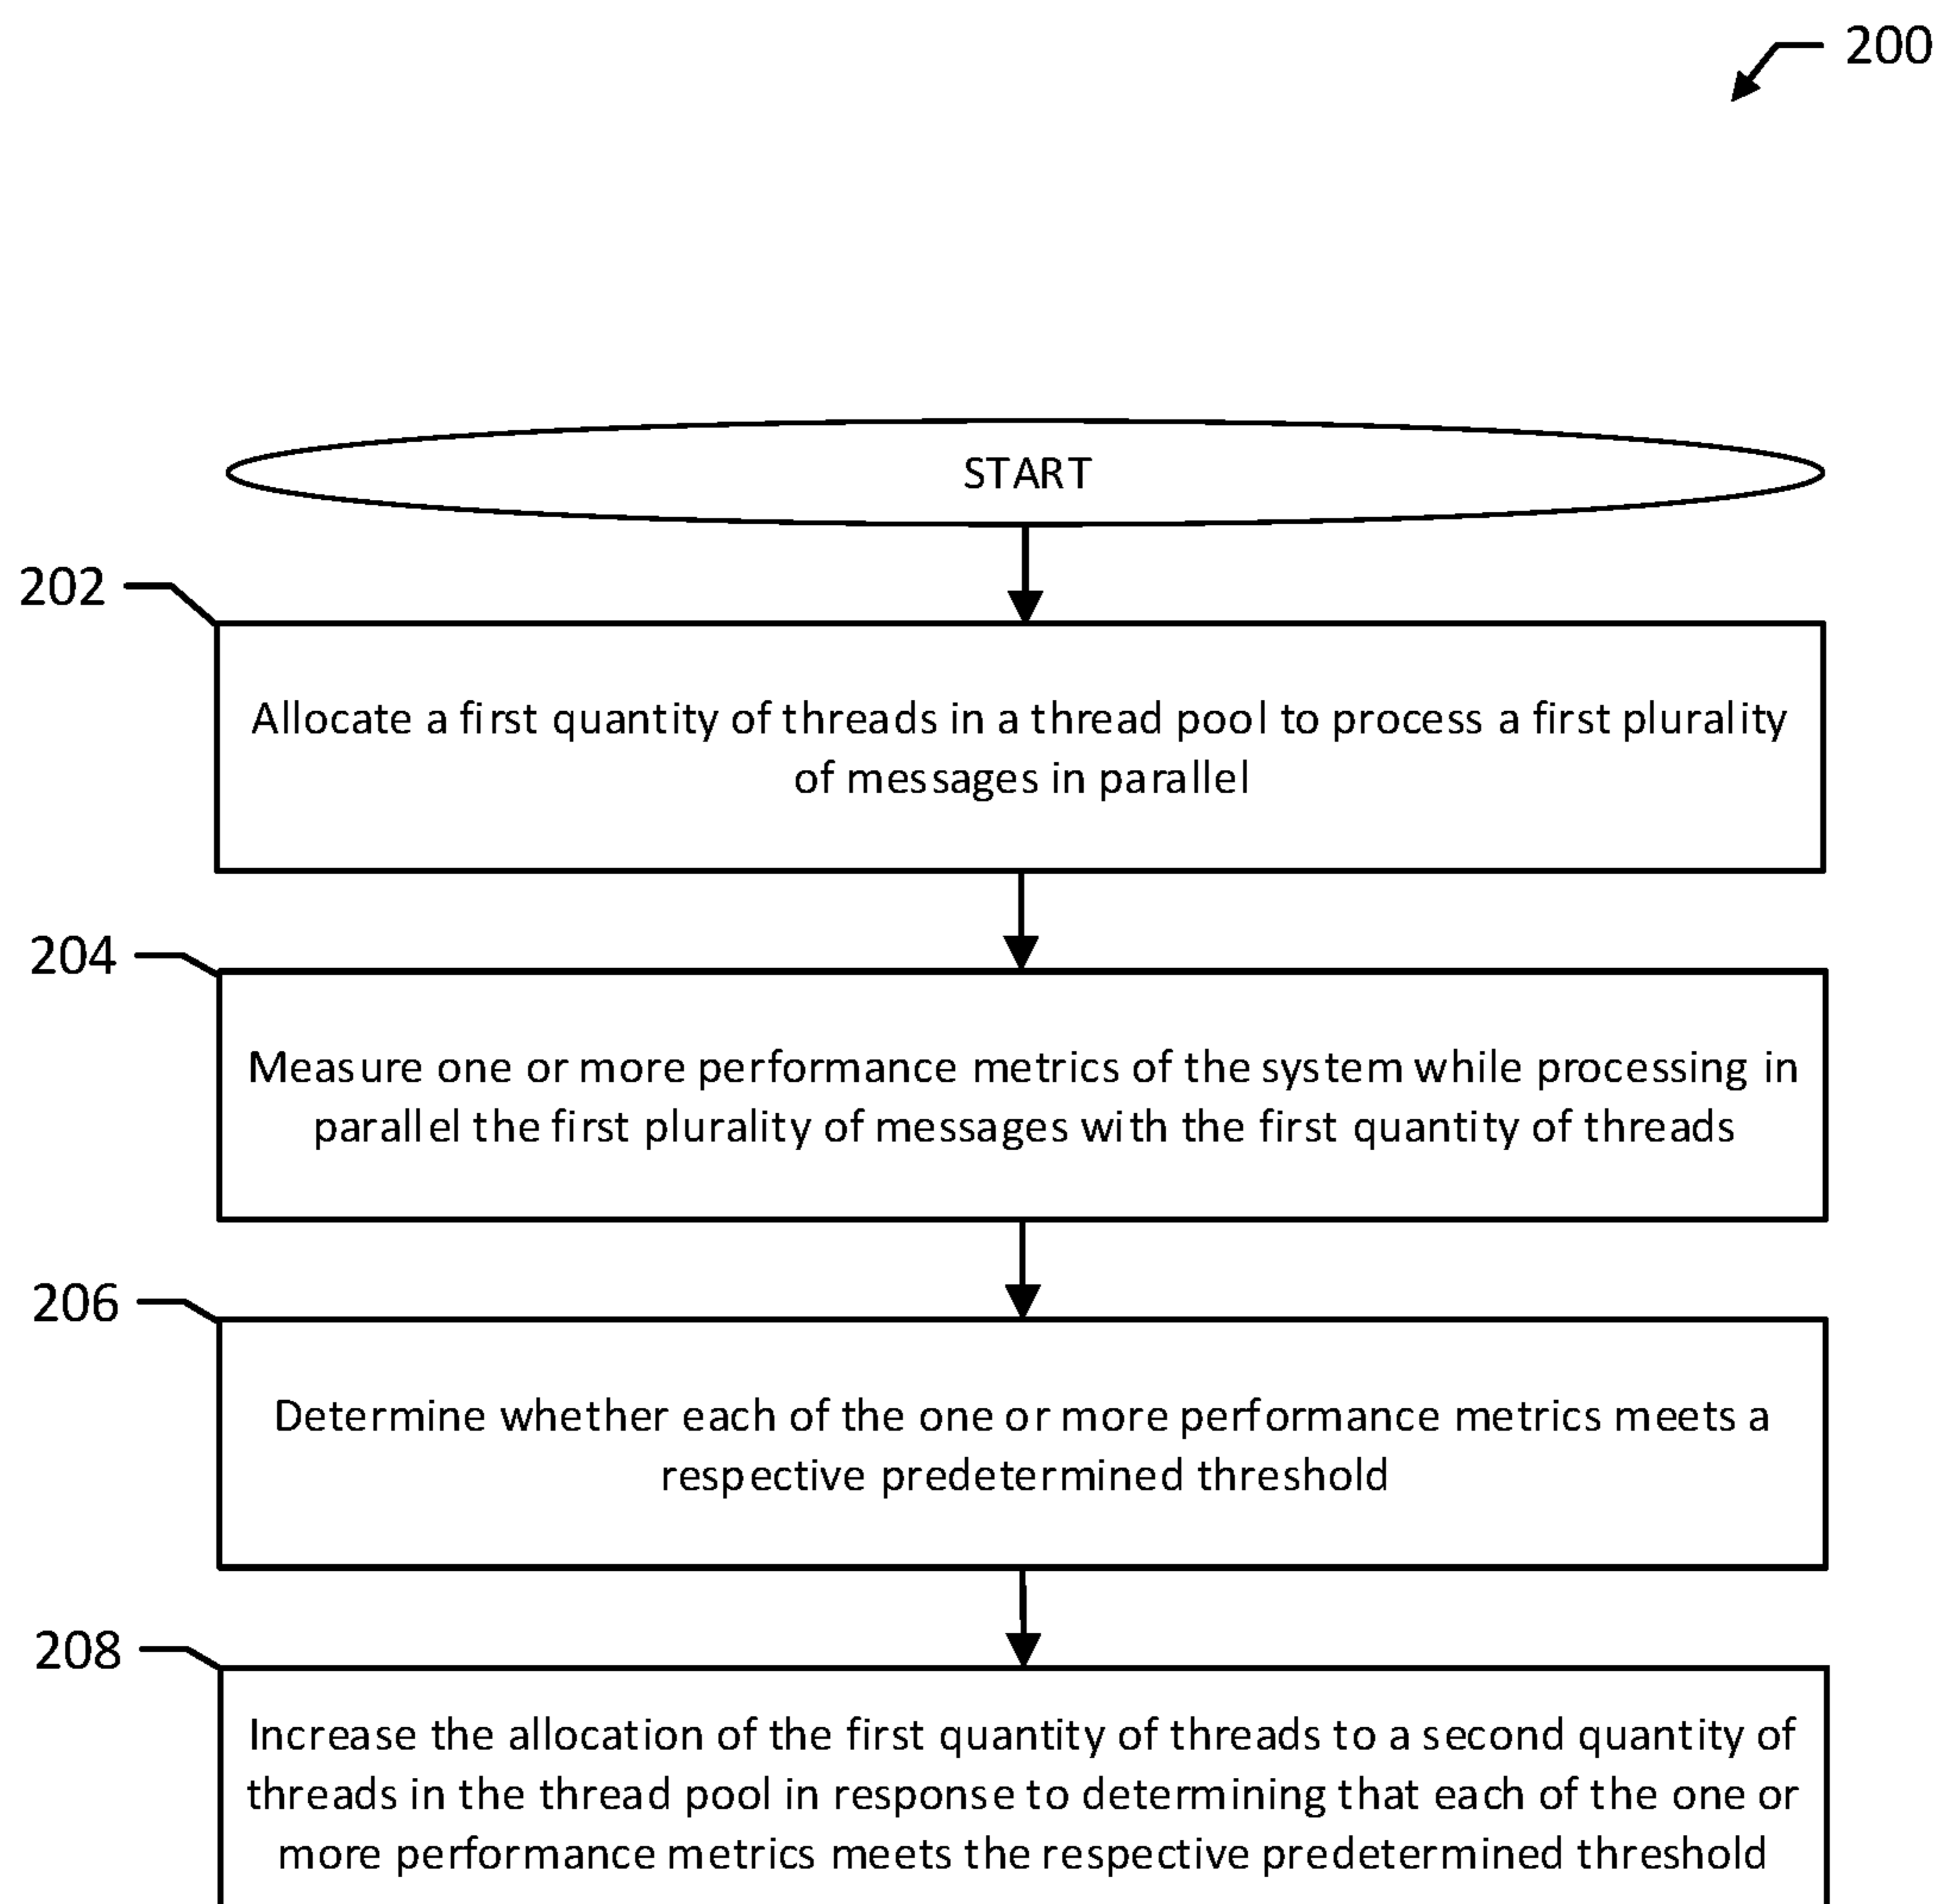 200
START
202
Allocate a first quantity of threads in a thread pool to process a first plurality
of messages in parallel
204
Measure one or more performance metrics of the system while processing in
parallel the first plurality of messages with the first quantity of threads
206
Determine whether each of the one or more performance metrics meets a
respective predetermined threshold
208
Increase the allocation of the first quantity of threads to a second quantity of
threads in the thread pool in response to determining that each of the one or
more performance metrics meets the respective predetermined threshold